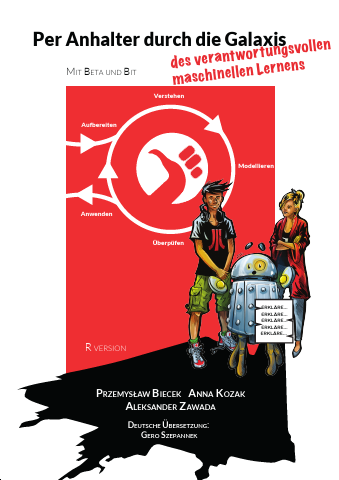 Per Anhalter durch die Galaxis
des verantwortungsvollen
maschinellen Lernens
Mit Beta und Bit
Verstehen
Aufbereiten
Modellieren
Anwenden
Überprüfen
ERKLÄRE...
ERKLÄRE...
ERKLÄRE...
ERKLÄRE...
ERKLÄRE...
R version
Przemysław Biecek Anna Kozak
Aleksander Zawada
Deutsche Übersetzung:
Gero Szepannek